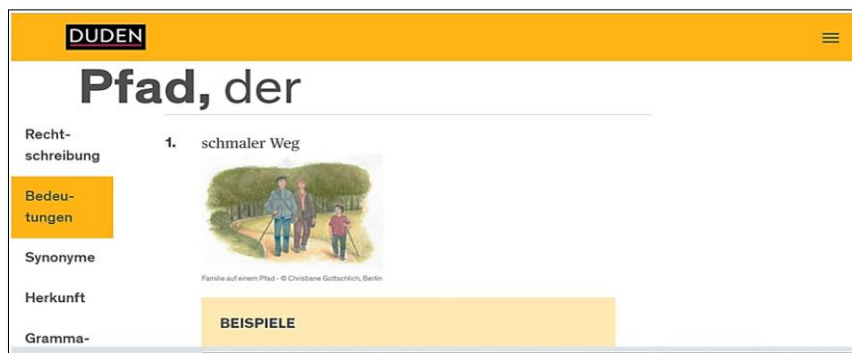 DUDEN
Pfad, der
Recht-
schreibung
Bedeu-
tungen
Synonyme
Herkunft
Gramma-
1. schmaler Weg
Familie auf einem Pfad - © Christiane Gottschlich, Berlin
BEISPIELE